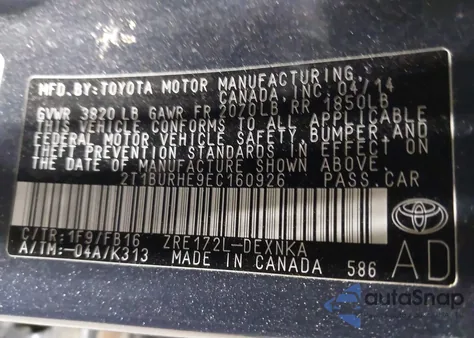 MFD. BY: TOYOTA MOTOR MANUFACTURING,
CANADA, INC. 04/14
GVWR 3820 LB GAWR FR 2070LB RR 1850LB
THIS VEHICLE CONFORMS TO ALL APPLICABLE
FEDERAL MOTOR VEHICLE SAFETY, BUMPER AND
THEFT PREVENTION STANDARDS IN EFFECT ON
THE DATE OF MANUFACTURE SHOWN ABOVE.
2T1BURHE9EC160926 PASS.CAR
C/TR:1F9/FB16 ZRE172L-DEXNKA
A/TM:-04A/K313 MADE IN CANADA 586
AD
autoSnap